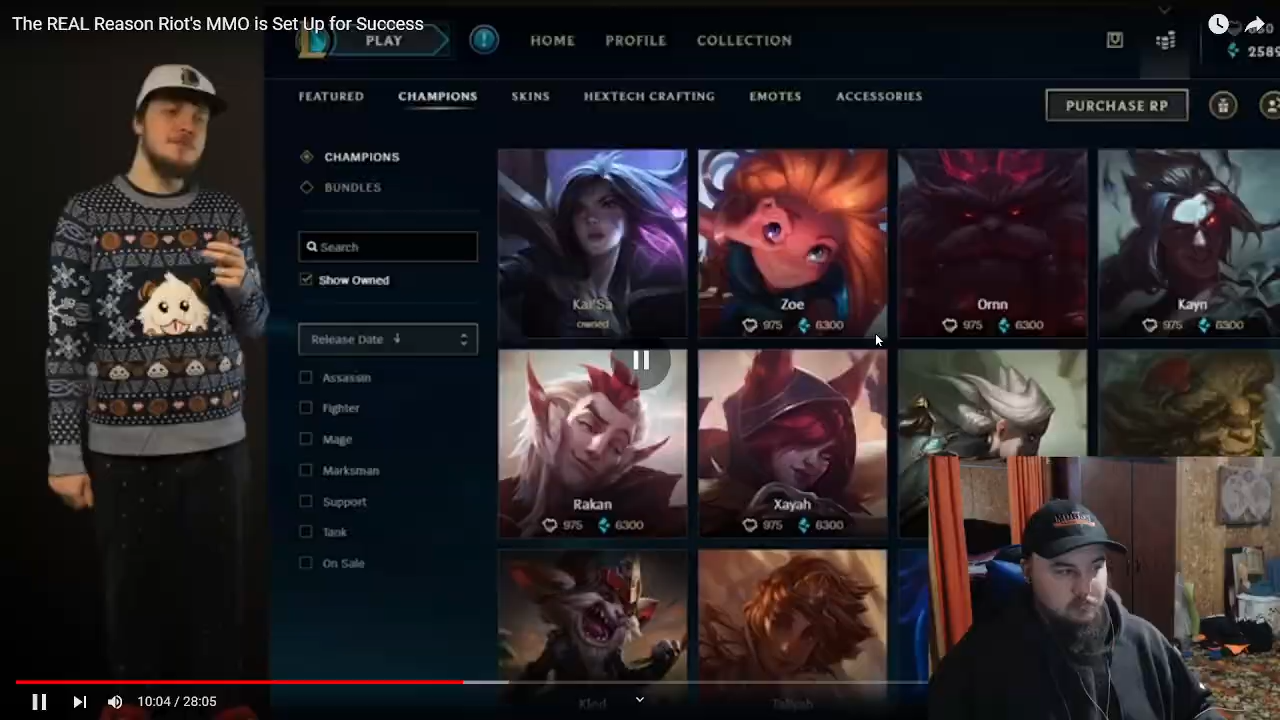 The REAL Reason Riot's MMO is Set Up for Success
PLAY
HOME
PROFILE
COLLECTION
2589
FEATURED
CHAMPIONS
SKINS
HEXTECH CRAFTING
EMOTES
ACCESSORIES
PURCHASE RP
CHAMPIONS
BUNDLES
Search
Show Owned
Release Date
Assassin
Fighter
Mage
Marksman
Support
Tank
On Sale
Kai'Sa
owned
Zoe
975 6300
Ornn
975 6300
Kayn
975 6300
Rakan
975 6300
Xayah
975 6300
Kled
Taliyah
10:04 / 28:05